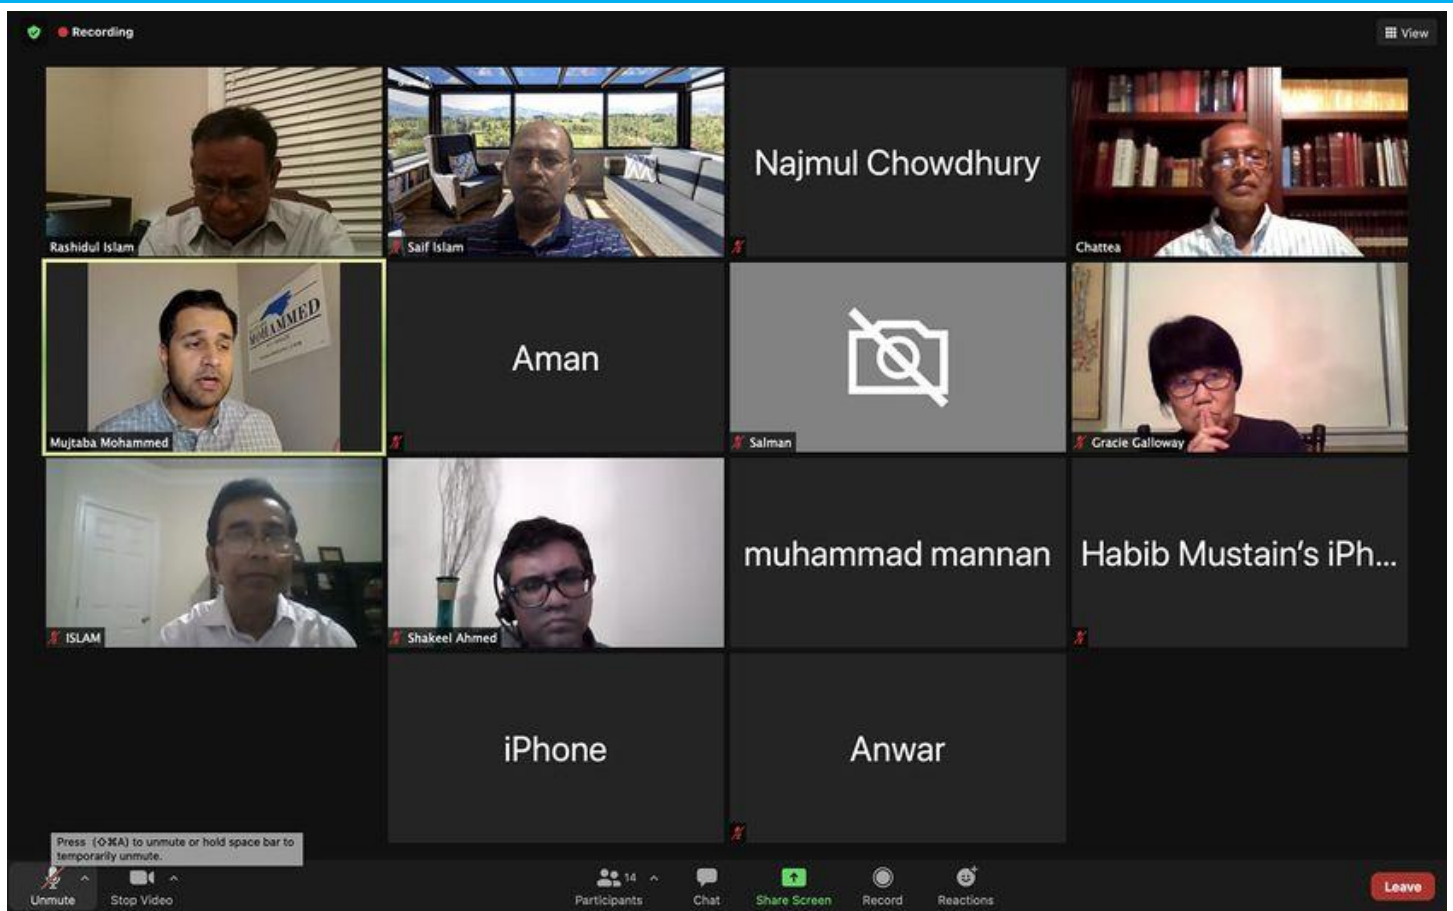 Recording
View
Rashidul Islam
Saif Islam
Najmul Chowdhury
Chattea
MOHAMMED
Mujtaba Mohammed
Aman
Salman
Gracie Galloway
ISLAM
Shakeel Ahmed
muhammad mannan
Habib Mustain's iPh...
iPhone
Anwar
Press (⇧⌘A) to unmute or hold space bar to
temporarily unmute.
Unmute
Stop Video
14
Participants
Chat
Share Screen
Record
Reactions
Leave